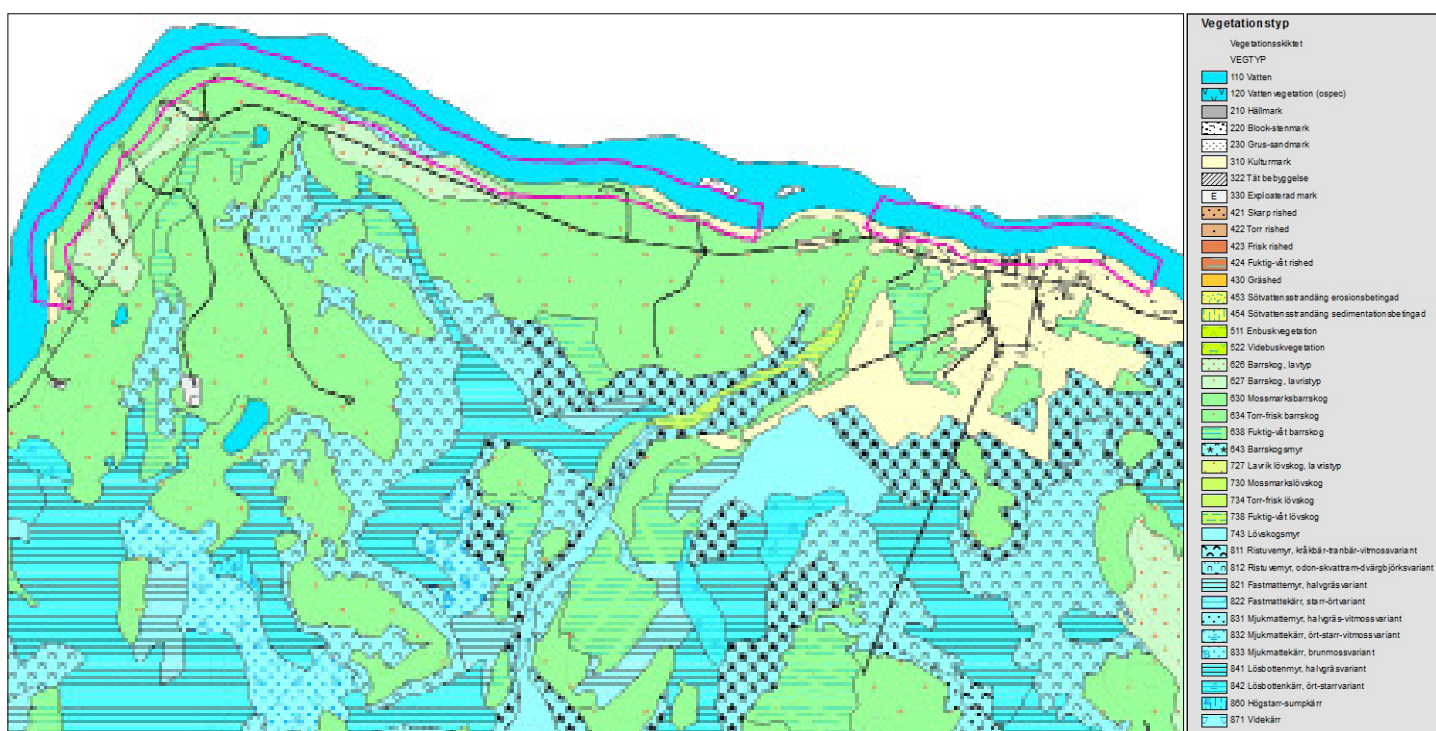 Vegetationstyp
Vegetationsskiktet
VEGTYP
110 Vatten
120 Vattenvegetation (ospec)
210 Hällmark
220 Block-stenmark
230 Grus-sandmark
310 Kulturmark
322 Tät bebyggelse
E 330 Exploaterad mark
421 Skarp rished
422 Torr rished
423 Frisk rished
424 Fuktig-våt rished
430 Gräshed
453 Sötvattensstrandäng erosionsbetingad
454 Sötvattensstrandäng sedimentationsbetingad
511 Enbuskvegetation
522 Videbuskvegetation
626 Barrskog, lavtyp
627 Barrskog, lavristyp
630 Mossmarksbarrskog
634 Torr-frisk barrskog
638 Fuktig-våt barrskog
643 Barrskogsmyr
727 Lavrik lövskog, lavristyp
730 Mossmarkslövskog
734 Torr-frisk lövskog
738 Fuktig-våt lövskog
743 Lövskogsmyr
811 Ristuvemyr, kråkbär-tranbär-vitmossvariant
812 Ristuvemyr, odon-skvattram-dvärgbjörksvariant
821 Fastmattemyr, halvgräsvariant
822 Fastmattekärr, starr-örtvariant
831 Mjukmattemyr, halvgräs-vitmossvariant
832 Mjukmattekärr, ört-starr-vitmossvariant
833 Mjukmattekärr, brunmossvariant
841 Lösbottenmyr, halvgräsvariant
842 Lösbottenkärr, ört-starrvariant
860 Högstarr-sumpkärr
871 Videkärr